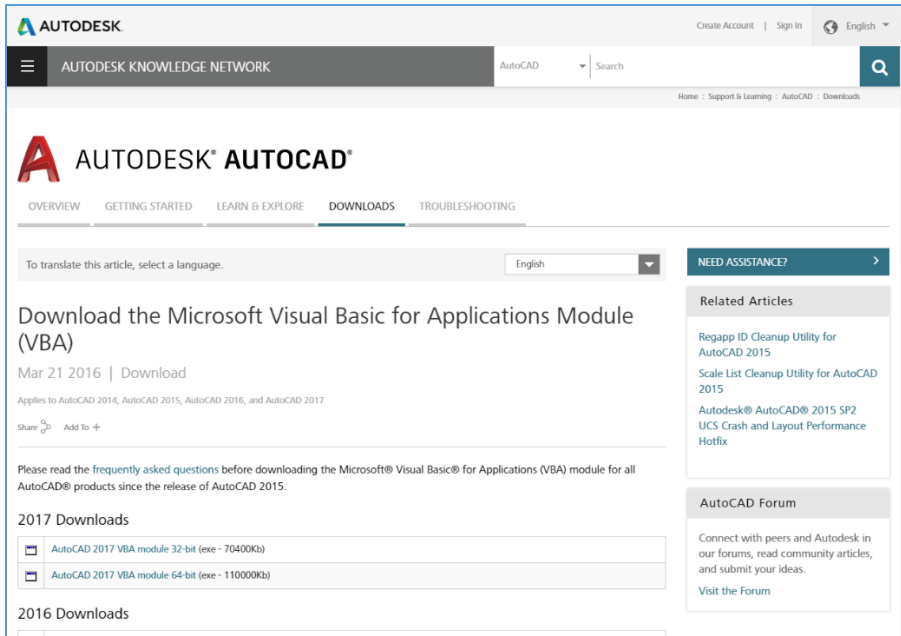 AUTODESK.
Create Account | Sign In
English
AUTODESK KNOWLEDGE NETWORK
AutoCAD
Search
Home : Support & Learning : AutoCAD : Downloads
AUTODESK® AUTOCAD®
OVERVIEW GETTING STARTED LEARN & EXPLORE DOWNLOADS TROUBLESHOOTING
To translate this article, select a language.
English
Download the Microsoft Visual Basic for Applications Module
(VBA)
Mar 21 2016 | Download
Applies to AutoCAD 2014, AutoCAD 2015, AutoCAD 2016, and AutoCAD 2017
Share Add To +
Please read the frequently asked questions before downloading the Microsoft® Visual Basic® for Applications (VBA) module for all
AutoCAD® products since the release of AutoCAD 2015.
2017 Downloads
AutoCAD 2017 VBA module 32-bit (exe - 70400Kb)
AutoCAD 2017 VBA module 64-bit (exe - 110000Kb)
2016 Downloads
NEED ASSISTANCE?
Related Articles
Regapp ID Cleanup Utility for
AutoCAD 2015
Scale List Cleanup Utility for AutoCAD
2015
Autodesk® AutoCAD® 2015 SP2
UCS Crash and Layout Performance
Hotfix
AutoCAD Forum
Connect with peers and Autodesk in
our forums, read community articles,
and submit your ideas.
Visit the Forum